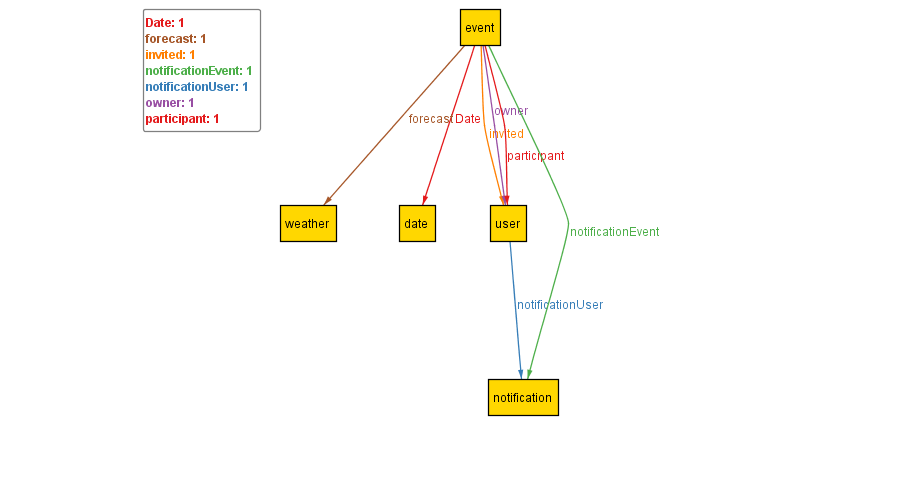 Date: 1
forecast: 1
invited: 1
notificationEvent: 1
notificationUser: 1
owner: 1
participant: 1
event
owner
forecast Date
invited
participant
weather
date
user
notificationEvent
notificationUser
notification